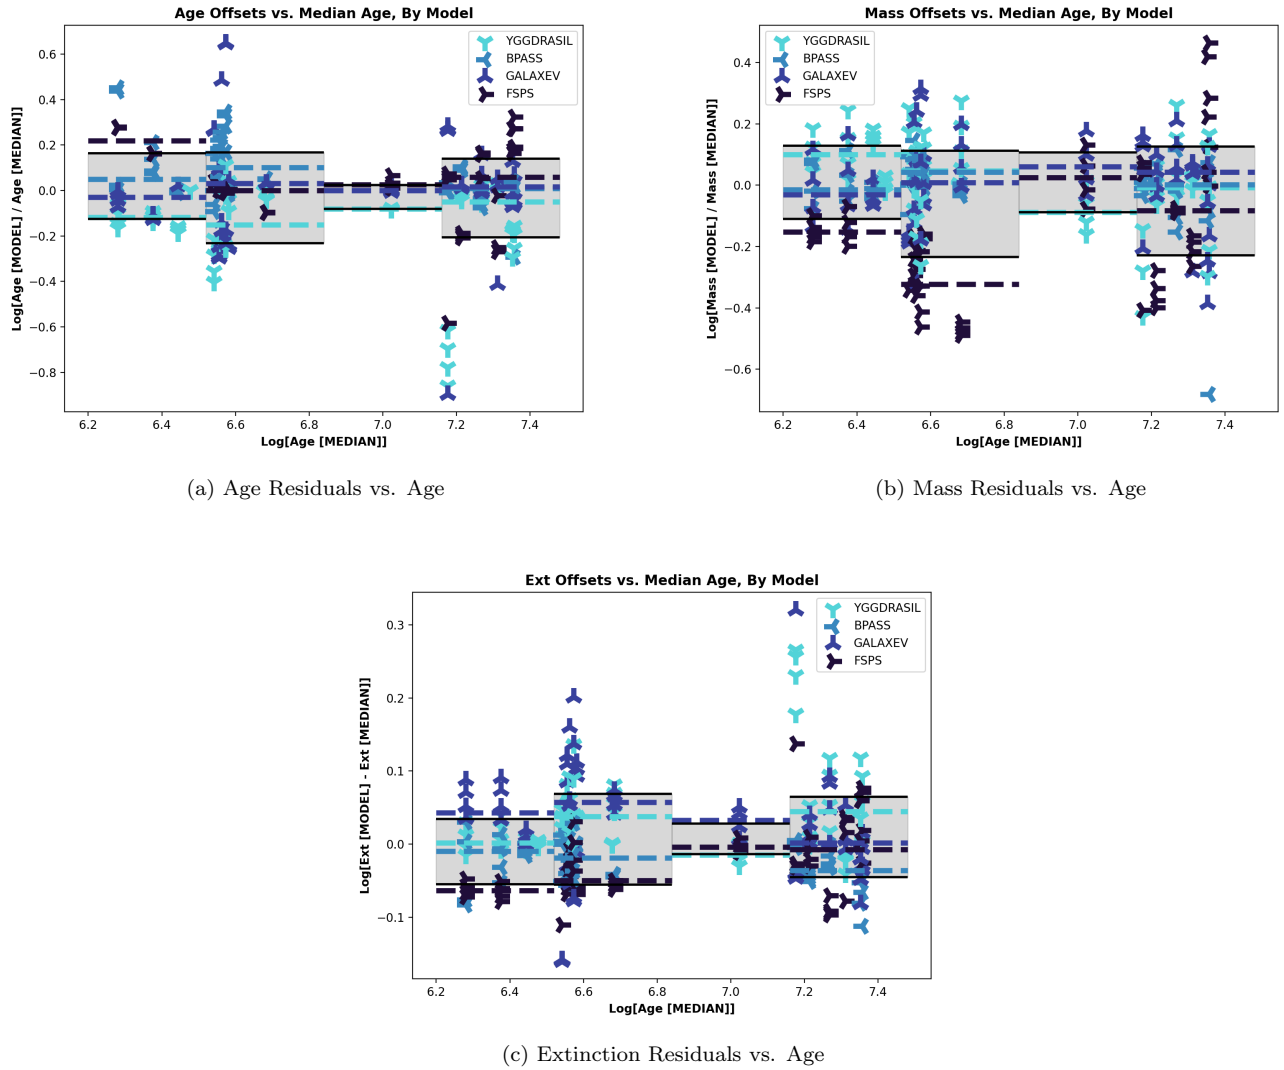 Age Offsets vs. Median Age, By Model
Log[Age [MODEL] / Age [MEDIAN]]
0.6
0.4
0.2
0.0
−0.2
−0.4
−0.6
−0.8
YGGDRASIL
BPASS
GALAXEV
FSPS
6.2 6.4 6.6 6.8 7.0 7.2 7.4
Log[Age [MEDIAN]]
(a) Age Residuals vs. Age
Mass Offsets vs. Median Age, By Model
Log[Mass [MODEL] / Mass [MEDIAN]]
0.4
0.2
0.0
−0.2
−0.4
−0.6
YGGDRASIL
BPASS
GALAXEV
FSPS
6.2 6.4 6.6 6.8 7.0 7.2 7.4
Log[Age [MEDIAN]]
(b) Mass Residuals vs. Age
Ext Offsets vs. Median Age, By Model
Log[Ext [MODEL] - Ext [MEDIAN]]
0.3
0.2
0.1
0.0
−0.1
YGGDRASIL
BPASS
GALAXEV
FSPS
6.2 6.4 6.6 6.8 7.0 7.2 7.4
Log[Age [MEDIAN]]
(c) Extinction Residuals vs. Age